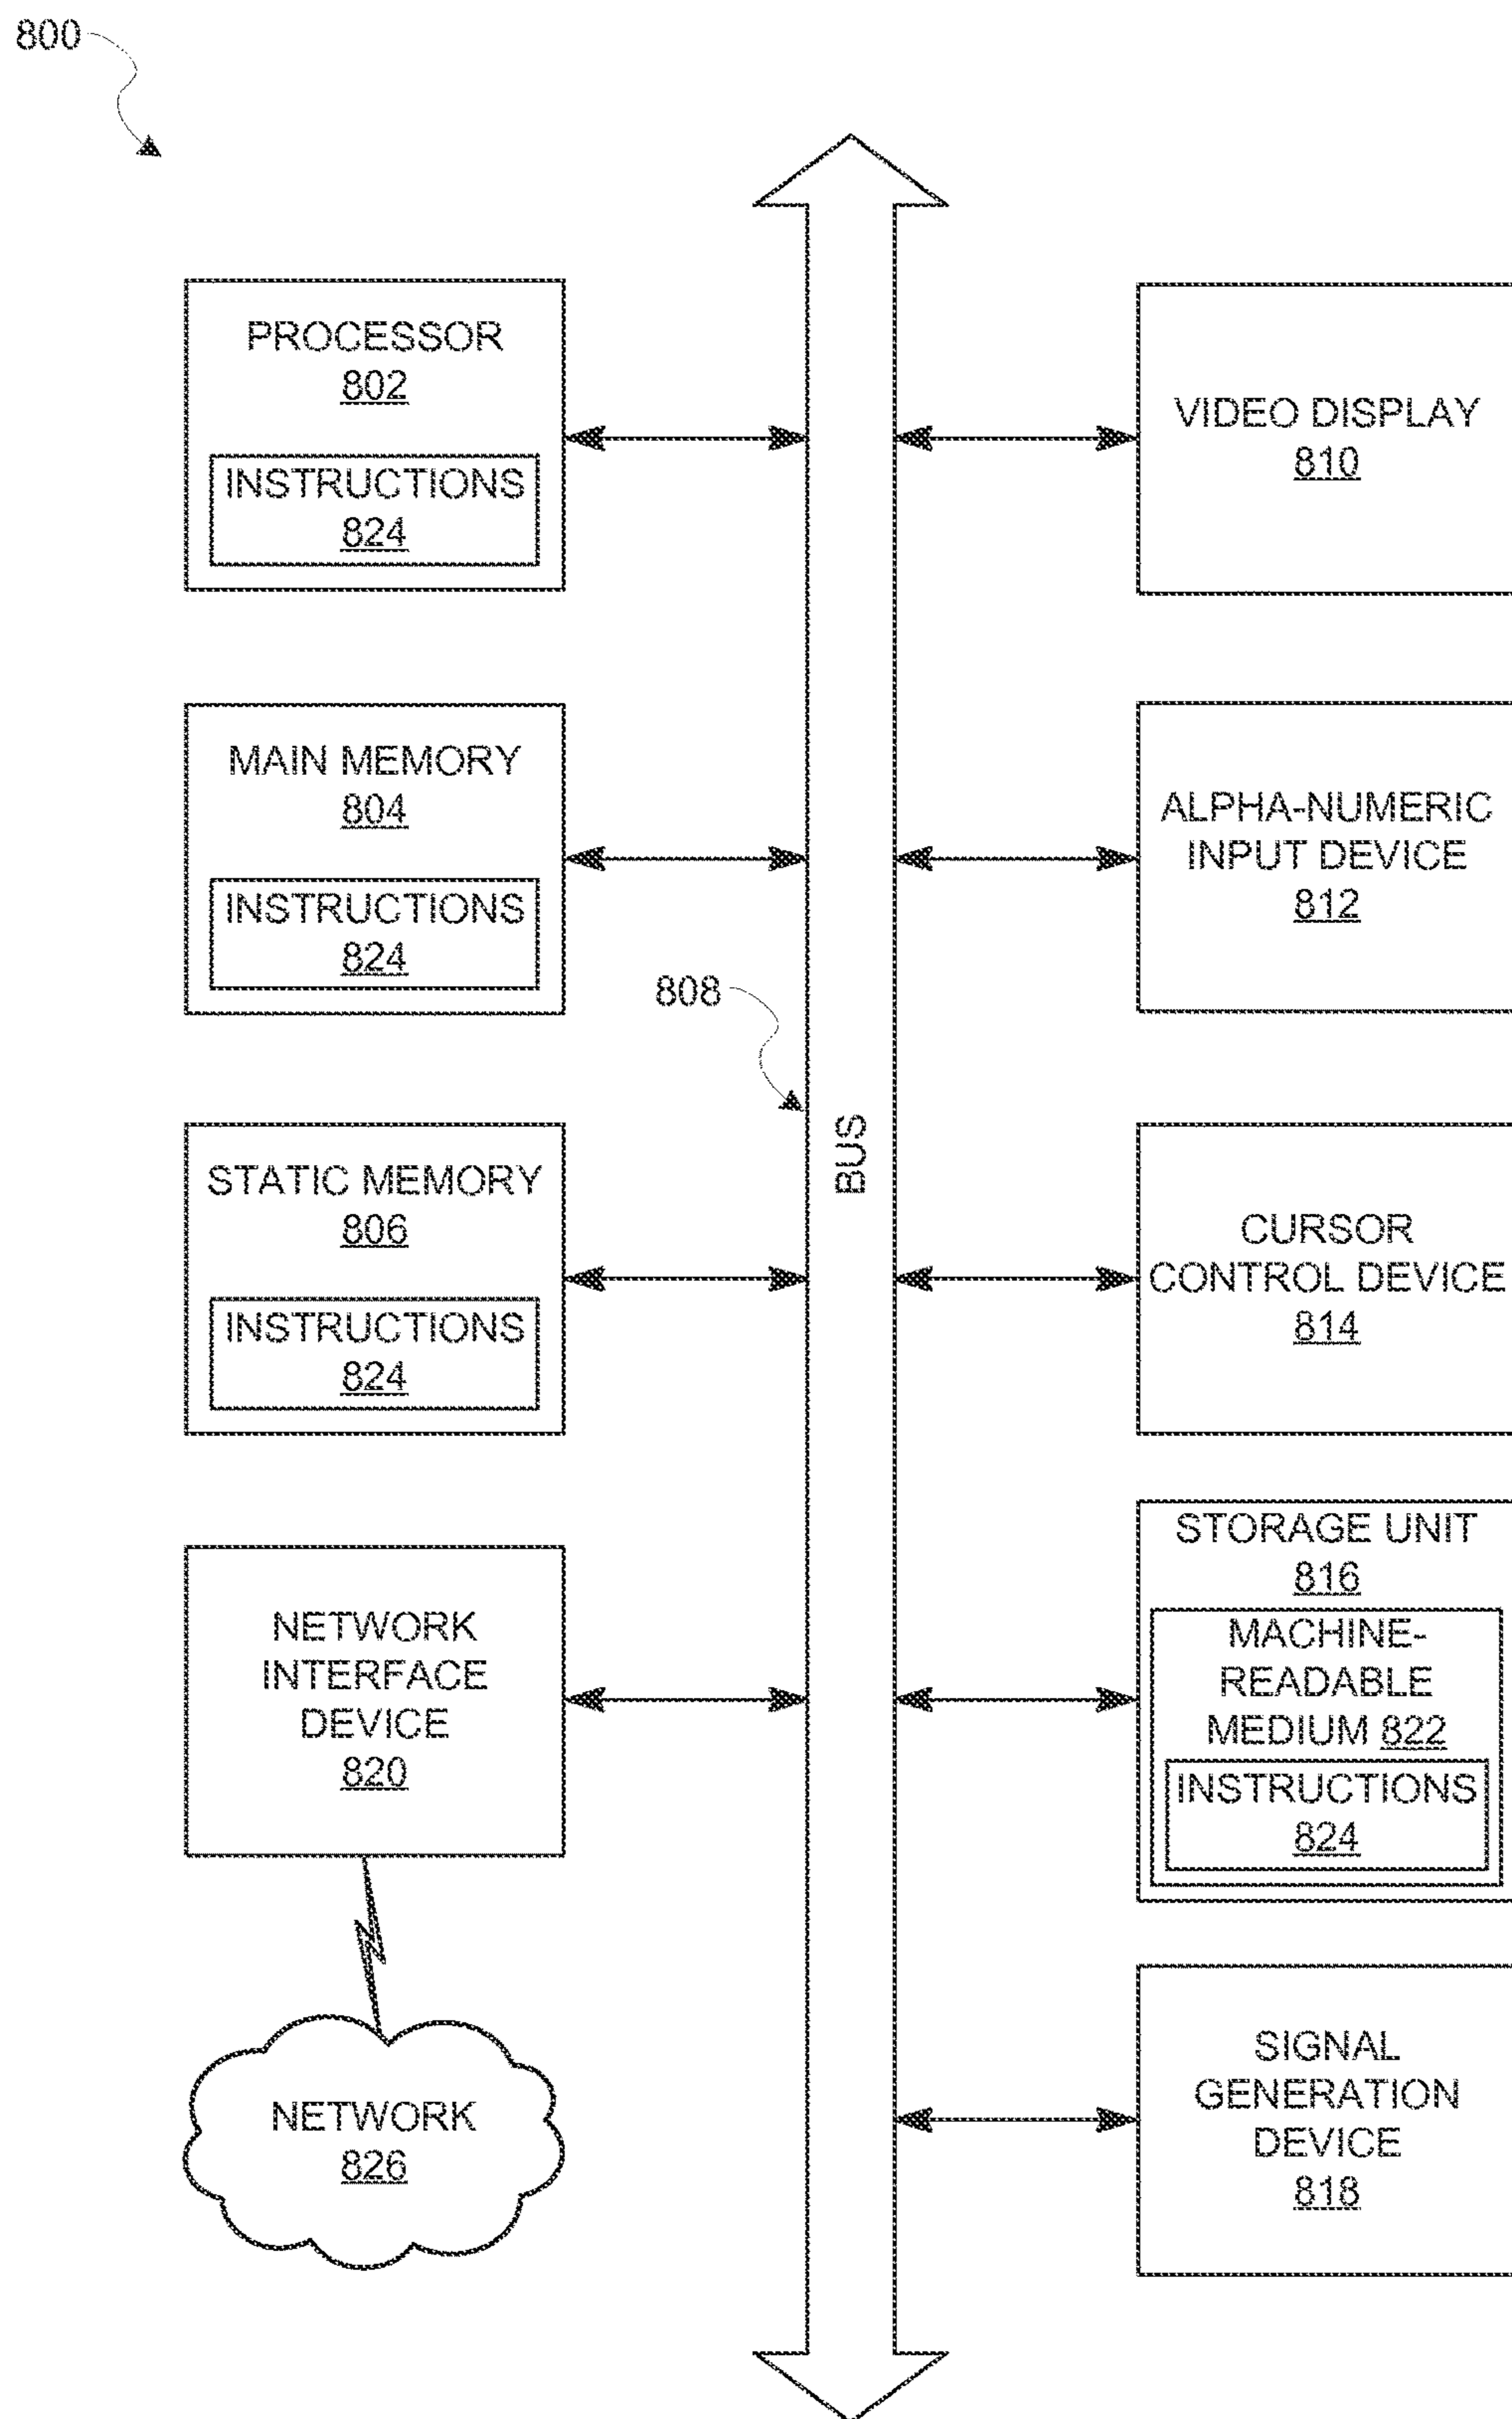 800
PROCESSOR
802
INSTRUCTIONS
824
MAIN MEMORY
804
INSTRUCTIONS
824
STATIC MEMORY
806
INSTRUCTIONS
824
NETWORK
INTERFACE
DEVICE
820
NETWORK
826
808
BUS
VIDEO DISPLAY
810
ALPHA-NUMERIC
INPUT DEVICE
812
CURSOR
CONTROL DEVICE
814
STORAGE UNIT
816
MACHINE-
READABLE
MEDIUM 822
INSTRUCTIONS
824
SIGNAL
GENERATION
DEVICE
818